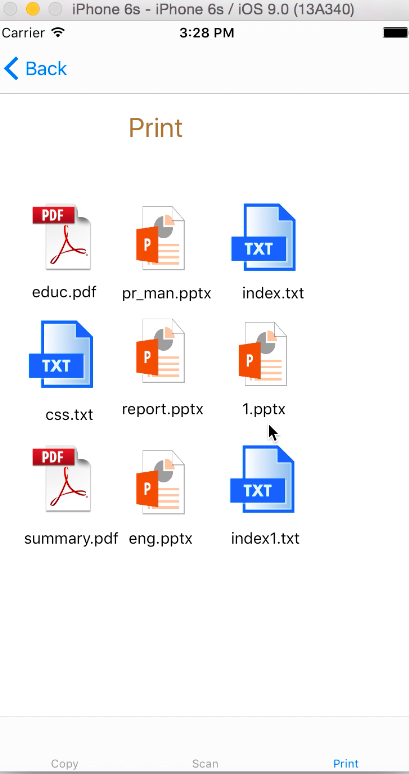 iPhone 6s - iPhone 6s / iOS 9.0 (13A340)
Carrier 3:28 PM
Back
Print
PDF P TXT
educ.pdf pr_man.pptx index.txt
TXT P P
css.txt report.pptx 1.pptx
PDF P TXT
summary.pdf eng.pptx index1.txt
Copy Scan Print